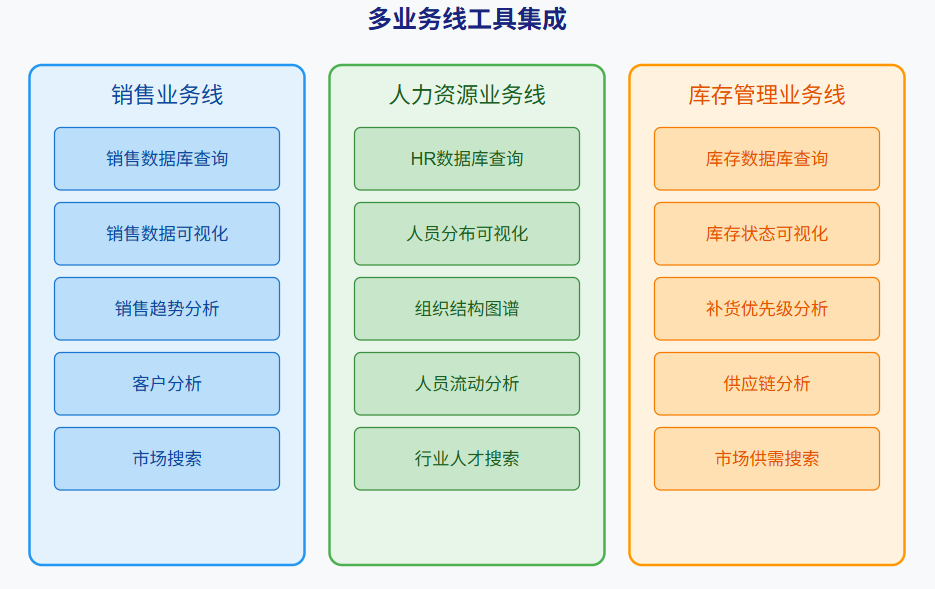 多业务线工具集成
销售业务线
销售数据库查询
销售数据可视化
销售趋势分析
客户分析
市场搜索
人力资源业务线
HR数据库查询
人员分布可视化
组织结构图谱
人员流动分析
行业人才搜索
库存管理业务线
库存数据库查询
库存状态可视化
补货优先级分析
供应链分析
市场供需搜索